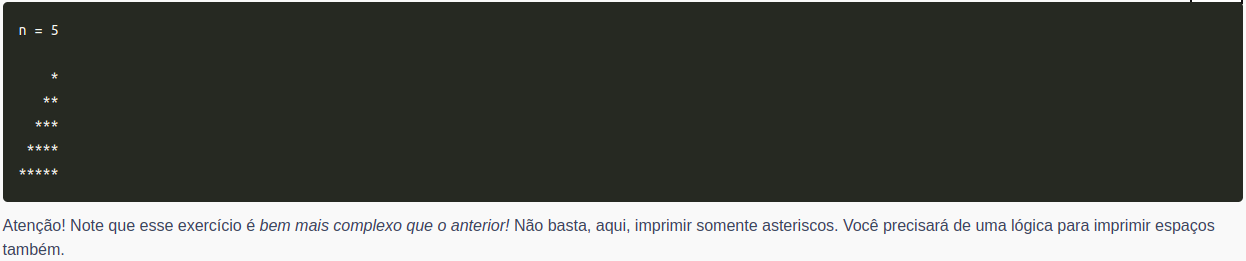 n = 5
    *
   **
  ***
 ****
*****
Atenção! Note que esse exercício é bem mais complexo que o anterior! Não basta, aqui, imprimir somente asteriscos. Você precisará de uma lógica para imprimir espaços
também.